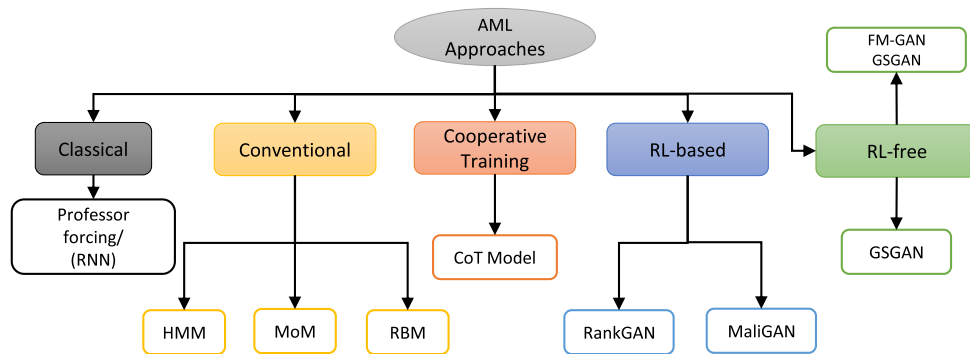 AML
Approaches
FM-GAN
GSGAN
Classical
Conventional
Cooperative
Training
RL-based
RL-free
Professor
forcing/
(RNN)
CoT Model
GSGAN
HMM
MoM
RBM
RankGAN
MaliGAN